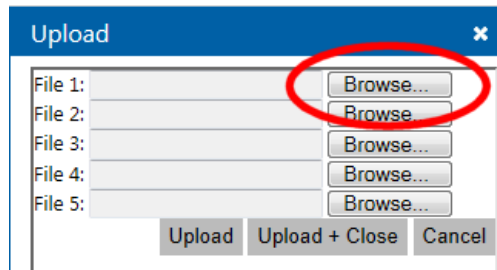 Upload ×
File 1: Browse...
File 2: Browse...
File 3: Browse...
File 4: Browse...
File 5: Browse...
Upload Upload + Close Cancel